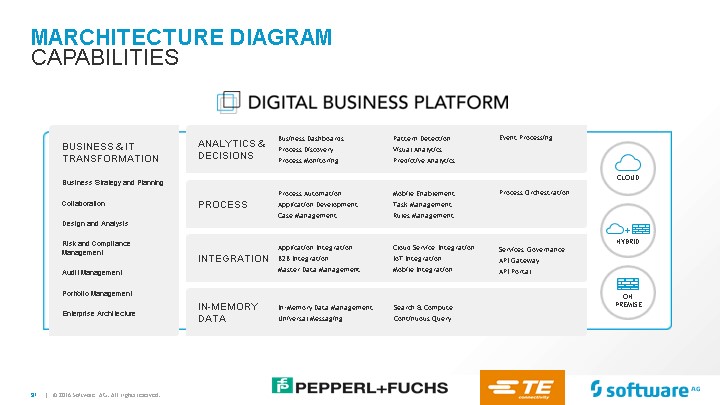 MARCHITECTURE DIAGRAM
CAPABILITIES
DIGITAL BUSINESS PLATFORM
BUSINESS & IT
TRANSFORMATION
Business Strategy and Planning
Collaboration
Design and Analysis
Risk and Compliance
Management
Audit Management
Portfolio Management
Enterprise Architecture
ANALYTICS &
DECISIONS
Business Dashboards
Process Discovery
Process Monitoring
Pattern Detection
Visual Analytics
Predictive Analytics
Event Processing
PROCESS
Process Automation
Application Development
Case Management
Mobile Enablement
Task Management
Rules Management
Process Orchestration
INTEGRATION
Application Integration
B2B Integration
Master Data Management
Cloud Service Integration
IoT Integration
Mobile Integration
Services Governance
API Gateway
API Portal
IN-MEMORY
DATA
In-Memory Data Management
Universal Messaging
Search & Compute
Continuous Query
CLOUD
HYBRID
ON
PREMISE
| © 2016 Software AG. All rights reserved.
PEPPERL+FUCHS
TE
connectivity
software AG